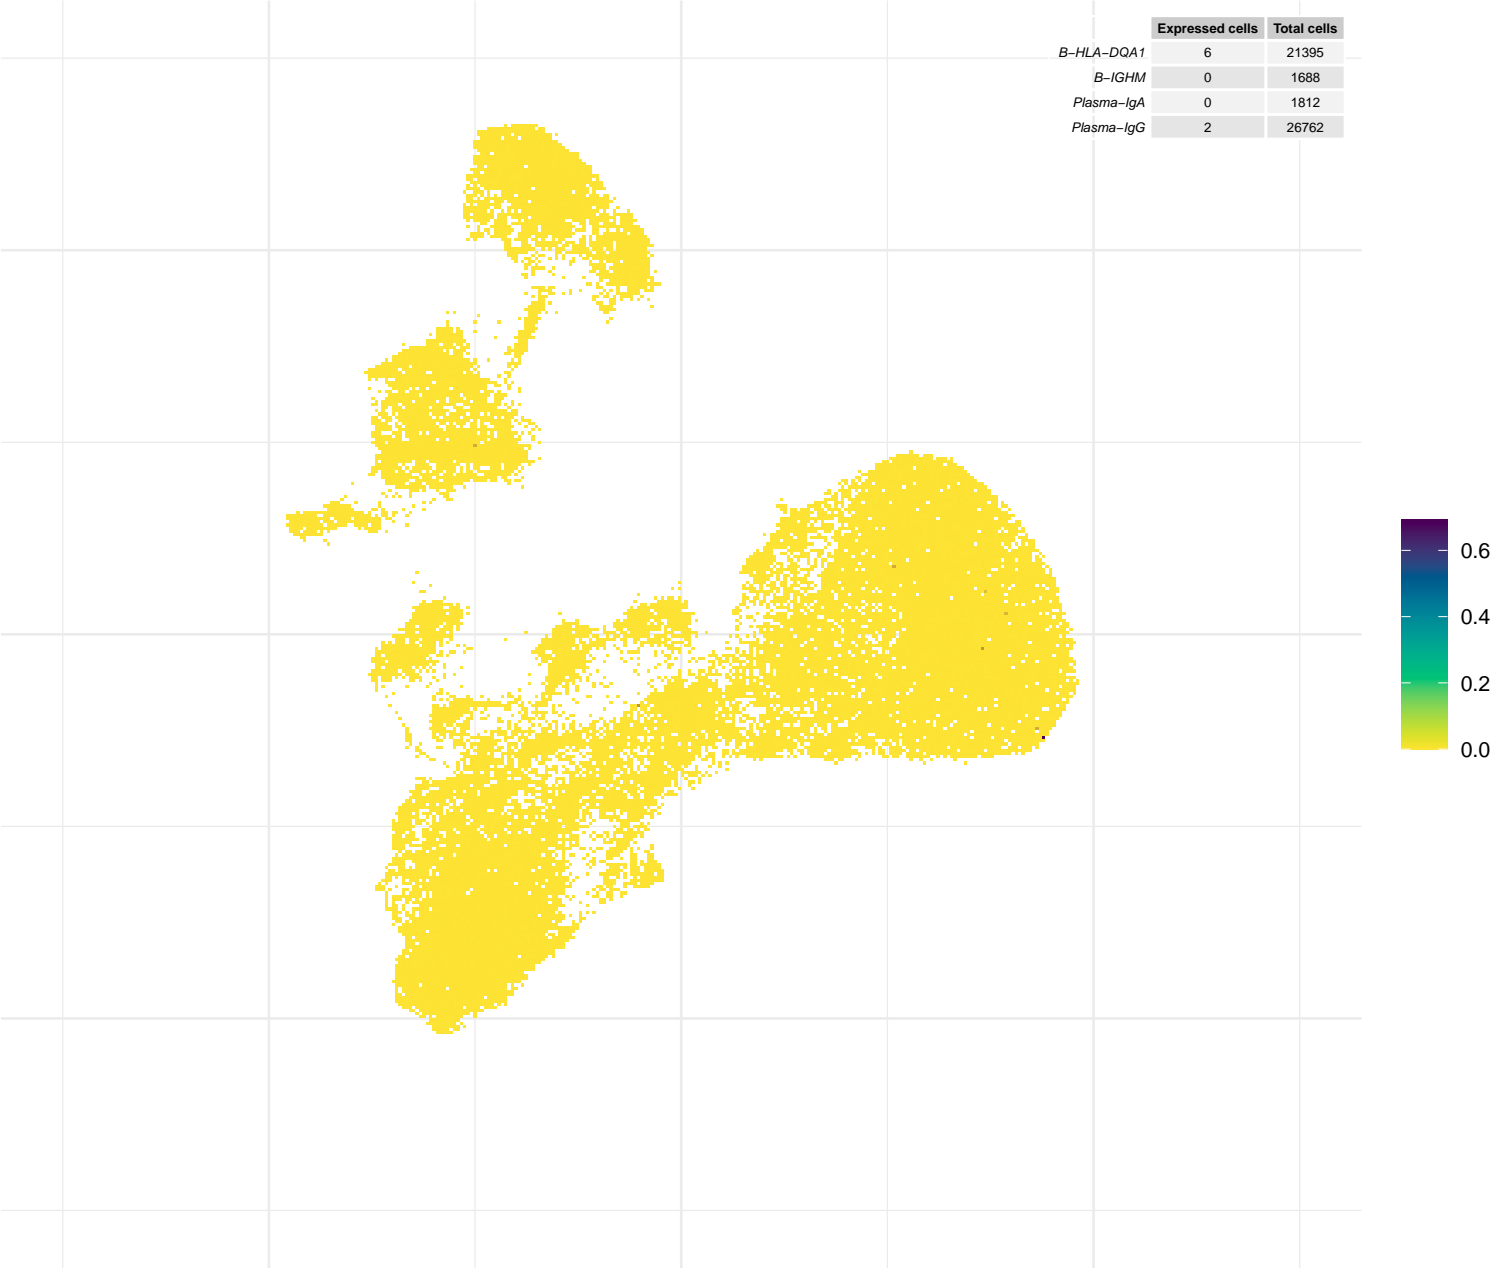 Expressed cells Total cells
B−HLA−DQA1 6 21395
B−IGHM 0 1688
Plasma−IgA 0 1812
Plasma−IgG 2 26762
0.6
0.4
0.2
0.0